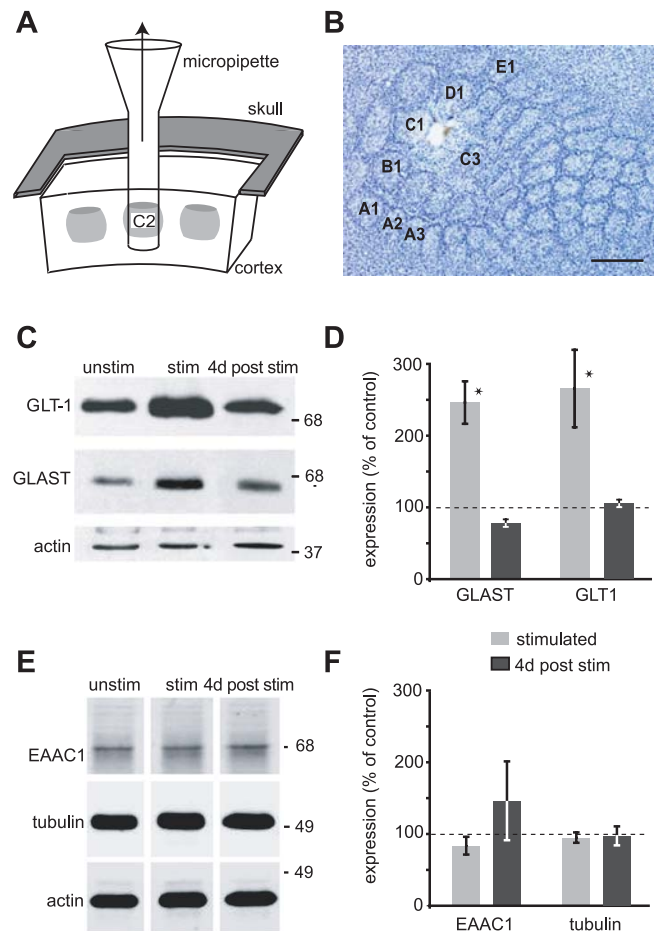 A
micropipette
skull
C2
cortex
B
E1
D1
C1
C3
B1
A1
A2
A3
C
unstim stim 4d post stim
GLT-1
68
GLAST
68
actin
37
D
expression (% of control)
300
250
200
100
0
*
*
GLAST GLT1
stimulated
4d post stim
E
unstim stim 4d post stim
EAAC1
68
tubulin
49
49
actin
F
expression (% of control)
300
200
150
100
0
EAAC1 tubulin